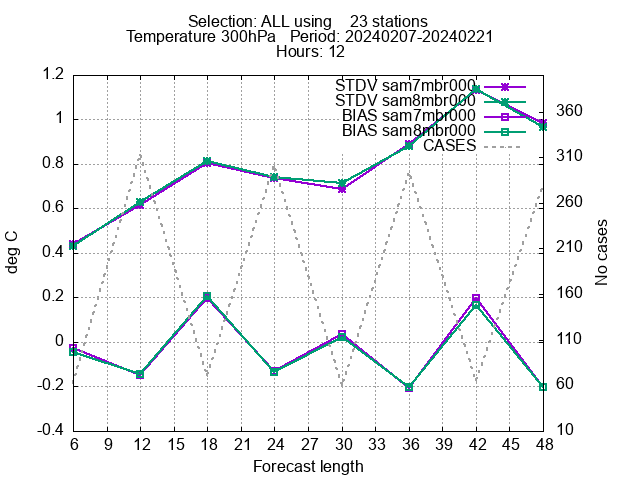 Selection: ALL using    23 stations
Temperature 300hPa   Period: 20240207-20240221
Hours: 12
STDV sam7mbr000
STDV sam8mbr000
BIAS sam7mbr000
BIAS sam8mbr000
CASES
1.2
1
0.8
0.6
0.4
0.2
0
-0.2
-0.4
deg C
360
310
260
210
160
110
60
10
No cases
6 9 12 15 18 21 24 27 30 33 36 39 42 45 48
Forecast length